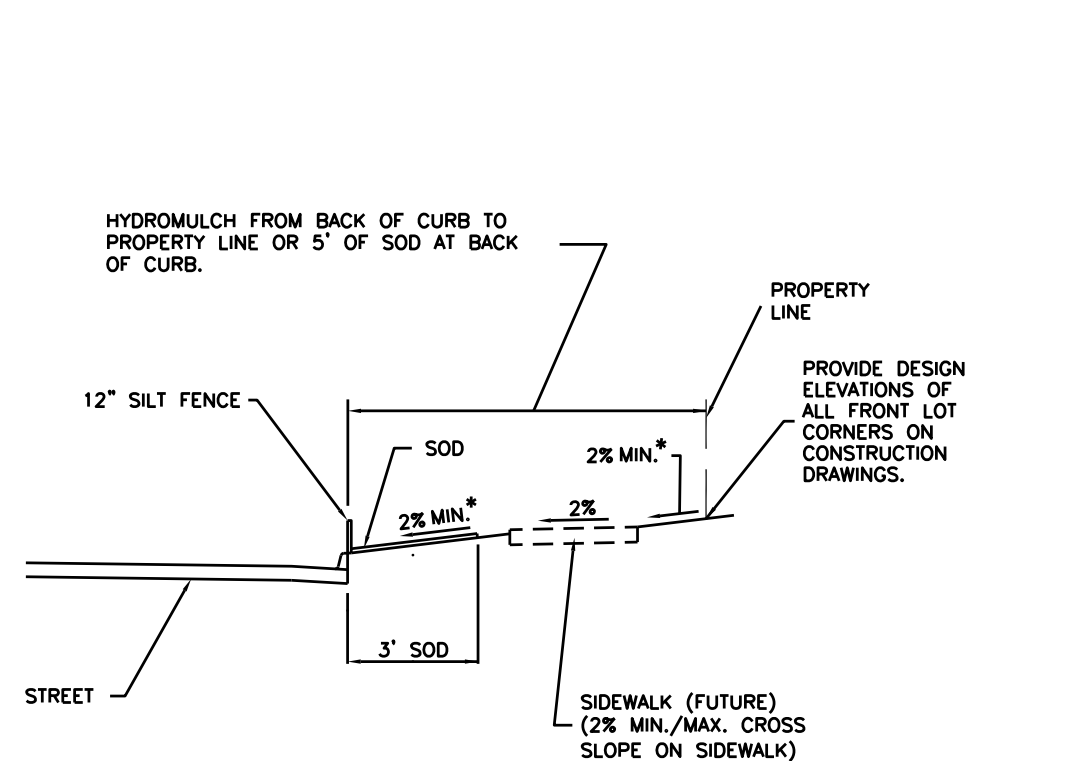 HYDROMULCH FROM BACK OF CURB TO
PROPERTY LINE OR 5' OF SOD AT BACK
OF CURB.
PROPERTY
LINE
PROVIDE DESIGN
ELEVATIONS OF
ALL FRONT LOT
CORNERS ON
CONSTRUCTION
DRAWINGS.
12" SILT FENCE
SOD
2% MIN.*
2%
2% MIN.*
3' SOD
STREET
SIDEWALK (FUTURE)
(2% MIN./MAX. CROSS
SLOPE ON SIDEWALK)